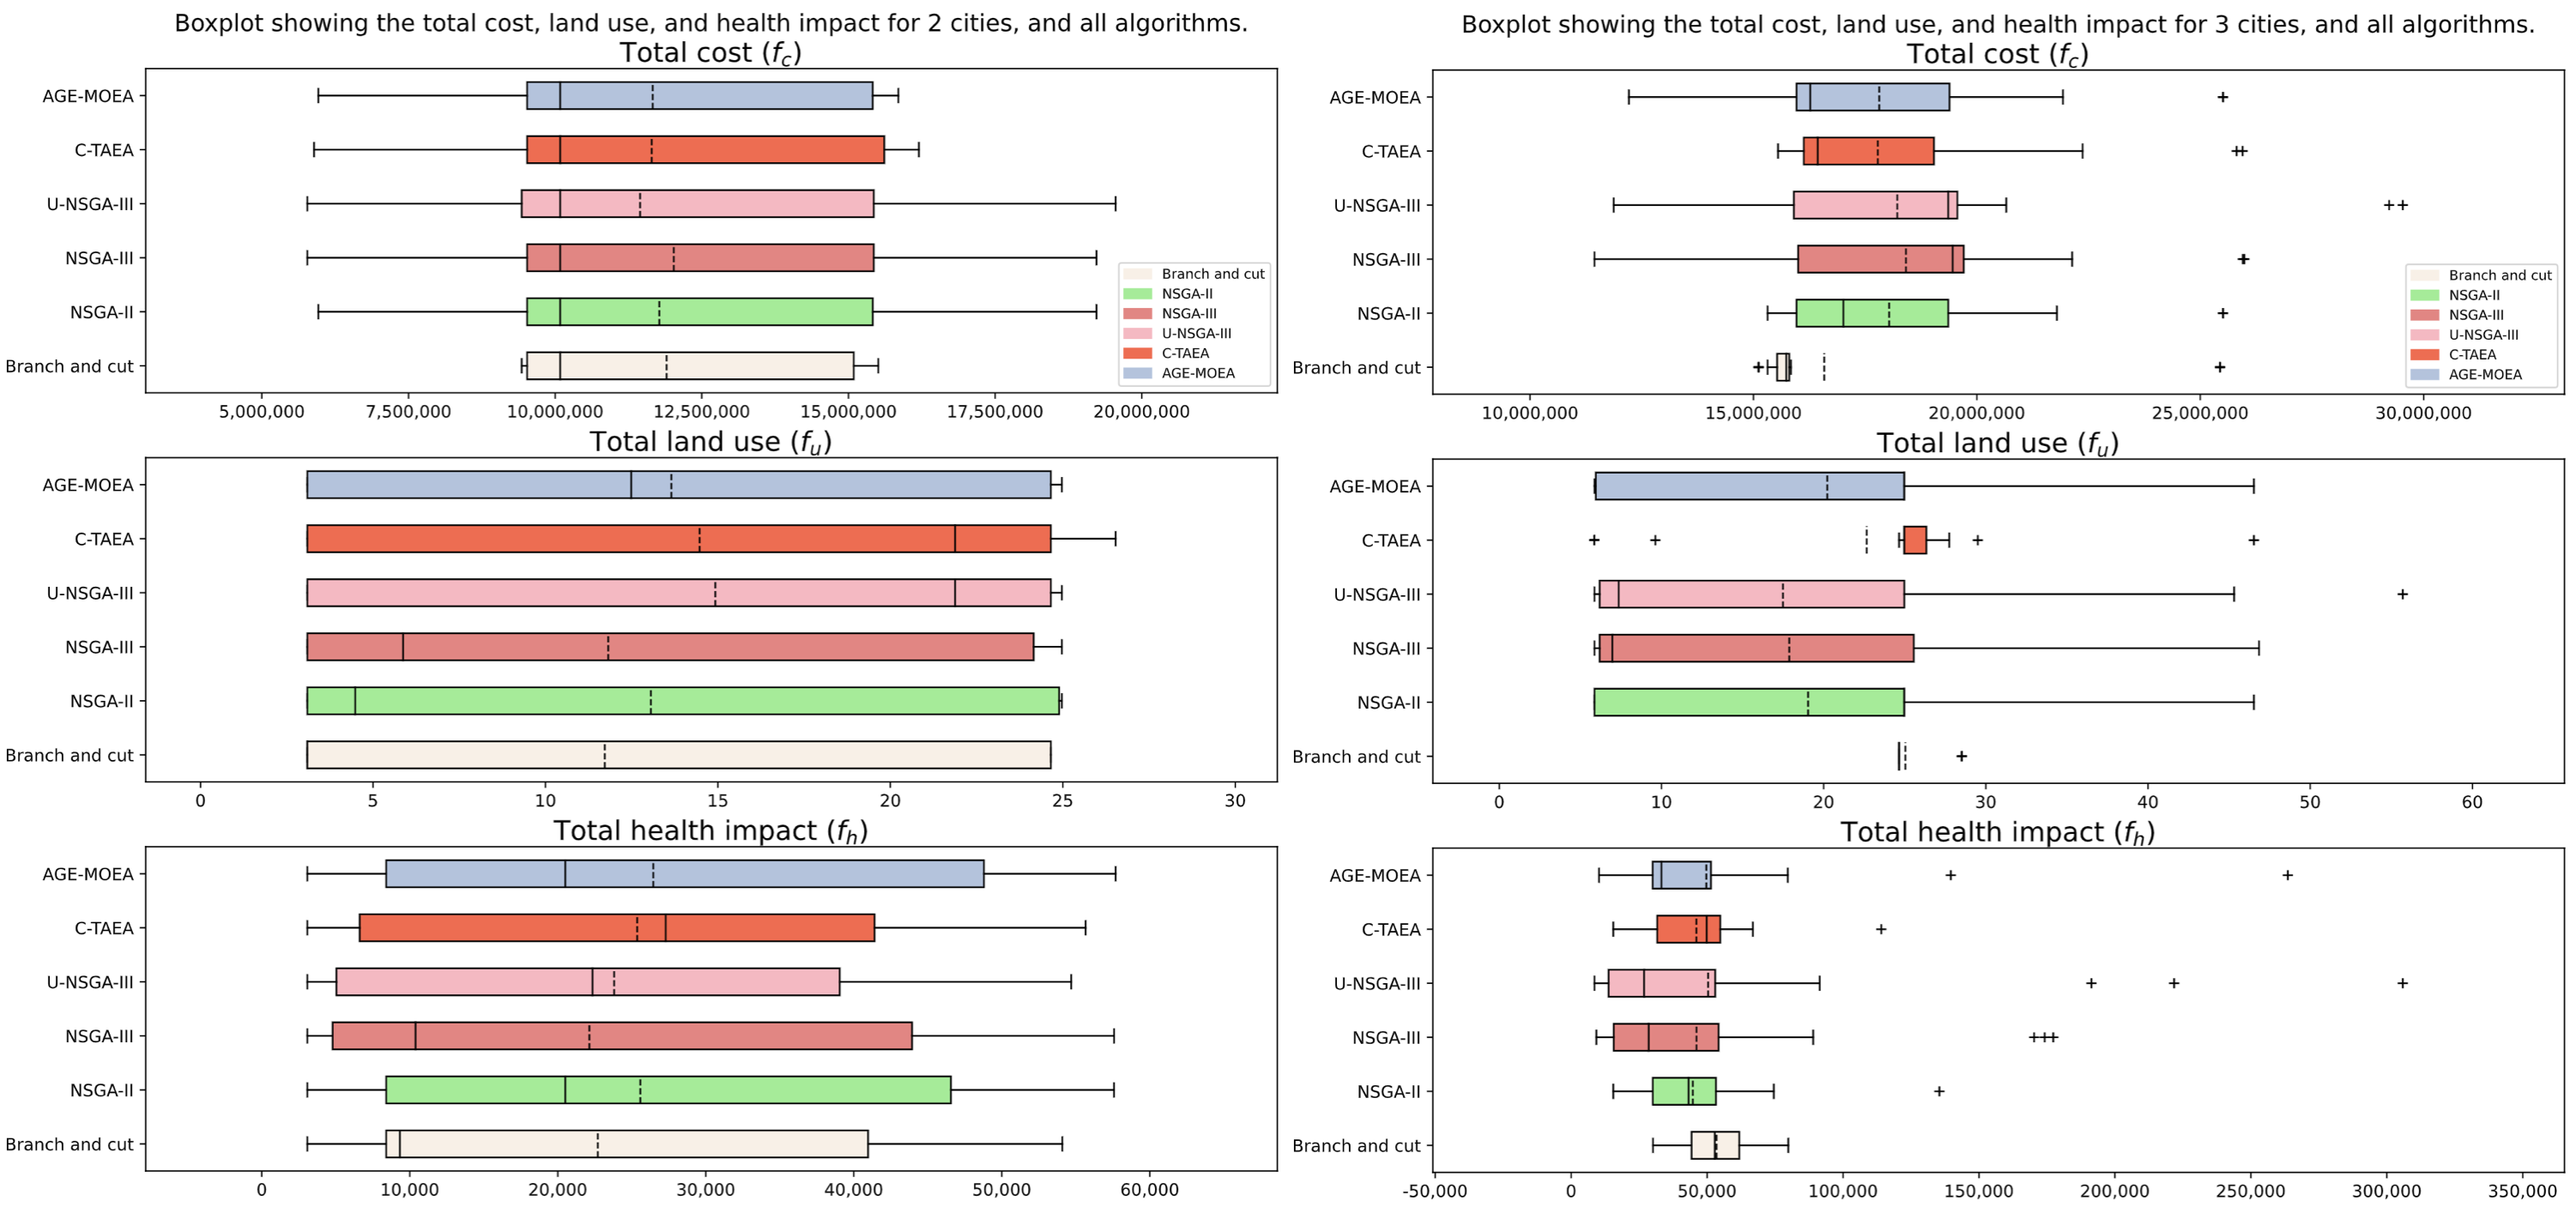 Boxplot showing the total cost, land use, and health impact for 2 cities, and all algorithms.
Total cost (f_c)
AGE-MOEA
C-TAEA
U-NSGA-III
NSGA-III
NSGA-II
Branch and cut
Branch and cut
NSGA-II
NSGA-III
U-NSGA-III
C-TAEA
AGE-MOEA
5,000,000 7,500,000 10,000,000 12,500,000 15,000,000 17,500,000 20,000,000
Total land use (f_u)
AGE-MOEA
C-TAEA
U-NSGA-III
NSGA-III
NSGA-II
Branch and cut
0 5 10 15 20 25 30
Total health impact (f_h)
AGE-MOEA
C-TAEA
U-NSGA-III
NSGA-III
NSGA-II
Branch and cut
0 10,000 20,000 30,000 40,000 50,000 60,000
Boxplot showing the total cost, land use, and health impact for 3 cities, and all algorithms.
Total cost (f_c)
AGE-MOEA
C-TAEA
U-NSGA-III
NSGA-III
NSGA-II
Branch and cut
Branch and cut
NSGA-II
NSGA-III
U-NSGA-III
C-TAEA
AGE-MOEA
10,000,000 15,000,000 20,000,000 25,000,000 30,000,000
Total land use (f_u)
AGE-MOEA
C-TAEA
U-NSGA-III
NSGA-III
NSGA-II
Branch and cut
0 10 20 30 40 50 60
Total health impact (f_h)
AGE-MOEA
C-TAEA
U-NSGA-III
NSGA-III
NSGA-II
Branch and cut
-50,000 0 50,000 100,000 150,000 200,000 250,000 300,000 350,000